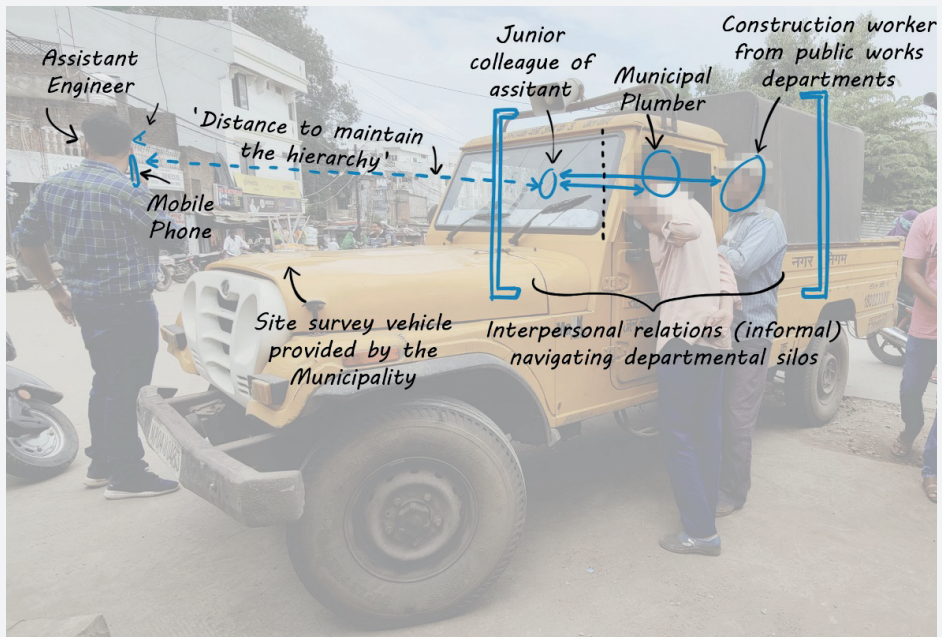 Assistant
Engineer
'Distance to maintain
the hierarchy'
Mobile
Phone
Junior
colleague of
assitant
Municipal
Plumber
Construction worker
from public works
departments
Site survey vehicle
provided by the
Municipality
Interpersonal relations (informal)
navigating departmental silos
नगर निगम